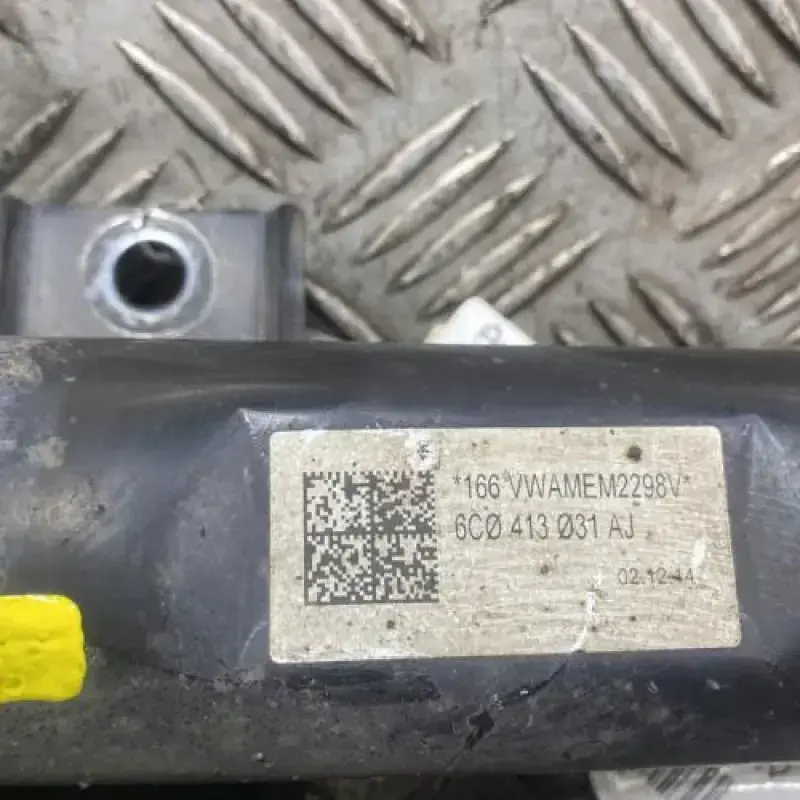 *166 VWAMEM2298V*
6CØ 413 Ø31 AJ
02.12.14